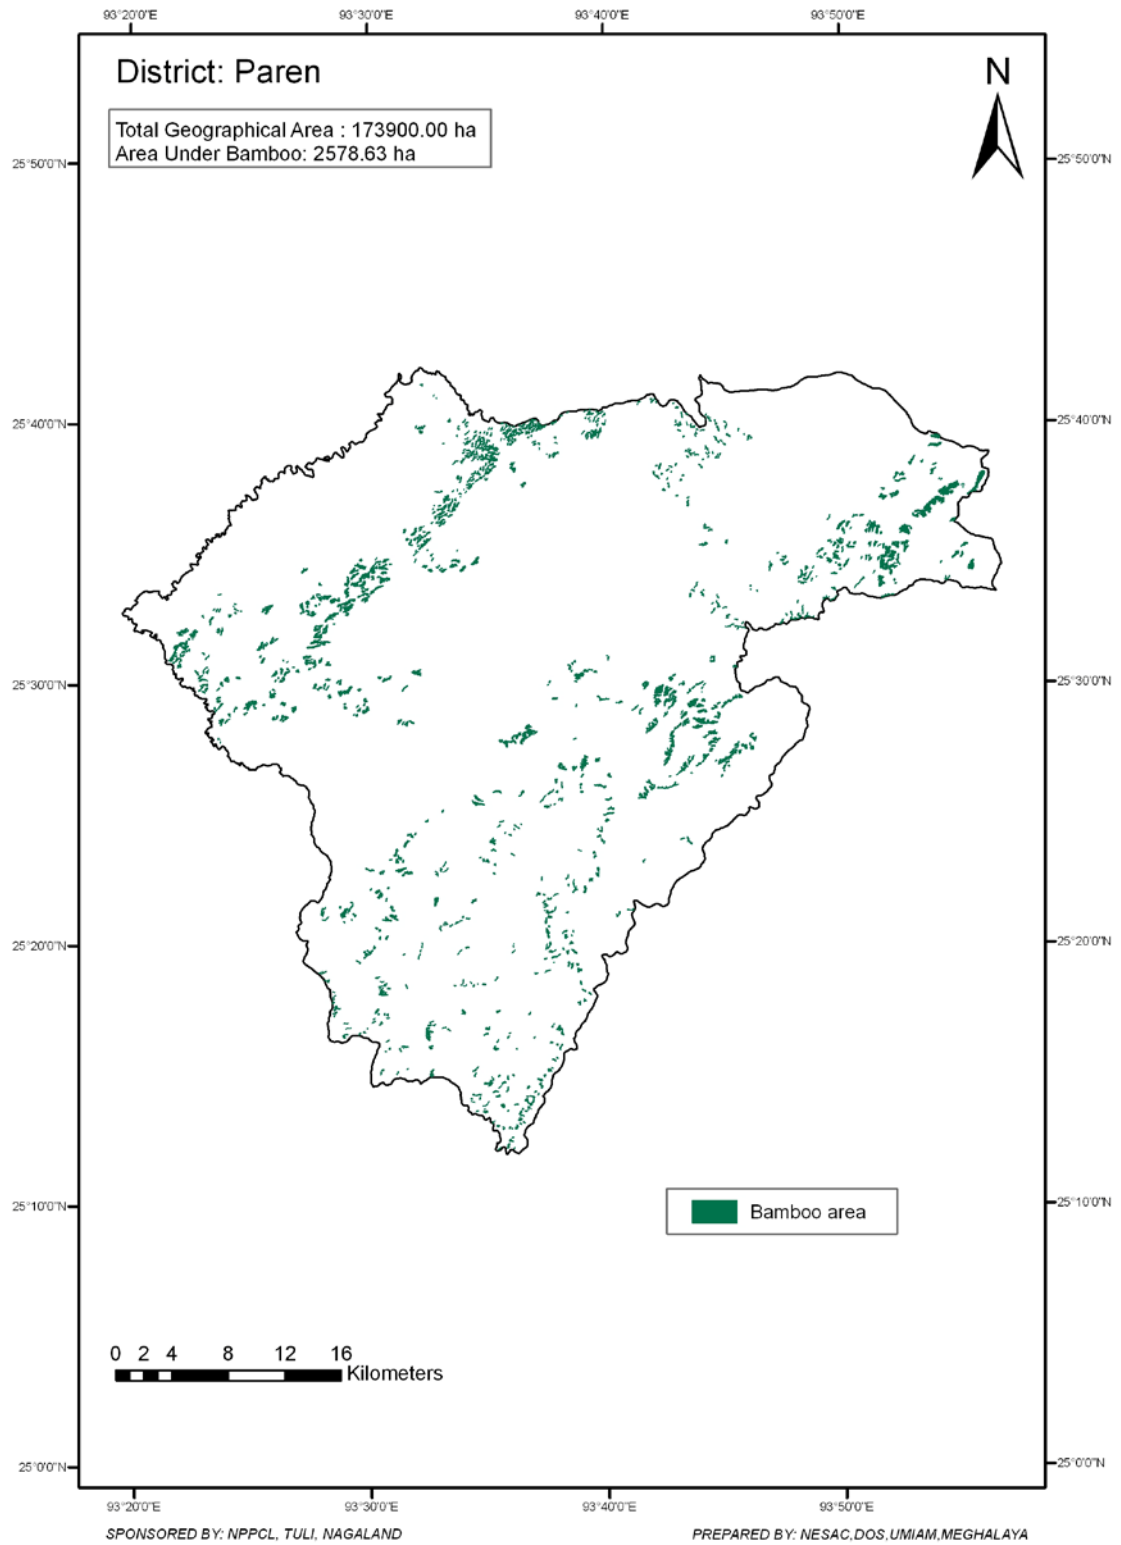 93°20'0"E 93°30'0"E 93°40'0"E 93°50'0"E
District: Paren
N
Total Geographical Area : 173900.00 ha
Area Under Bamboo: 2578.63 ha
25°50'0"N 25°50'0"N
25°40'0"N 25°40'0"N
25°30'0"N 25°30'0"N
25°20'0"N 25°20'0"N
25°10'0"N 25°10'0"N
Bamboo area
0 2 4 8 12 16
Kilometers
25°0'0"N 25°0'0"N
93°20'0"E 93°30'0"E 93°40'0"E 93°50'0"E
SPONSORED BY: NPPCL, TULI, NAGALAND PREPARED BY: NESAC,DOS,UMIAM,MEGHALAYA